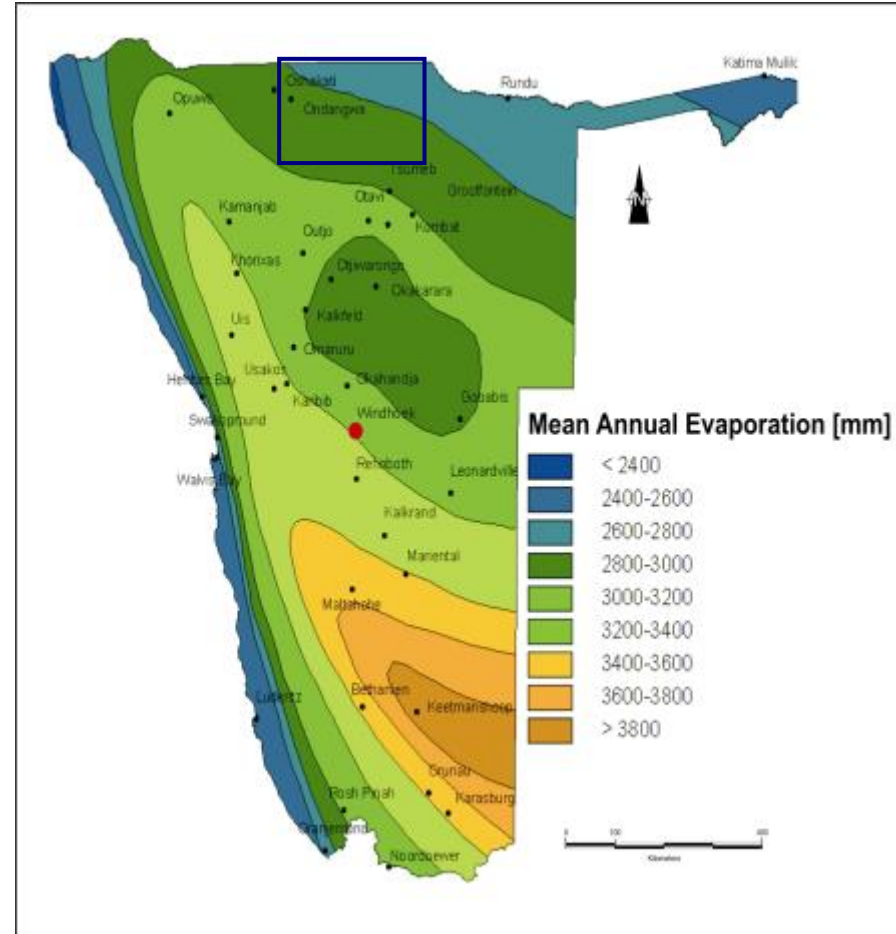 Katima Mulilc
Oshakati
Rundu
Opuwo
Ondangwa
Tsumeb
Grootfontein
Otavi
Kamanjab
Kombat
Outjo
Khorixas
Otjiwarongo
Okakarara
Kalkfeld
Uis
Omaruru
Usakos
Okahandja
Henties Bay
Karibib
Gobabis
Windhoek
Swakopmund
Mean Annual Evaporation [mm]
Rehoboth
Leonardville
Walvis Bay
< 2400
2400-2600
Kalkrand
2600-2800
Mariental
2800-3000
Maltahohe
3000-3200
3200-3400
3400-3600
Bethanien
3600-3800
Luderitz
Keetmanshoop
> 3800
Grunau
Rosh Pinah
Karasburg
Oranjemund
Noordoewer
N
0
Kilometers